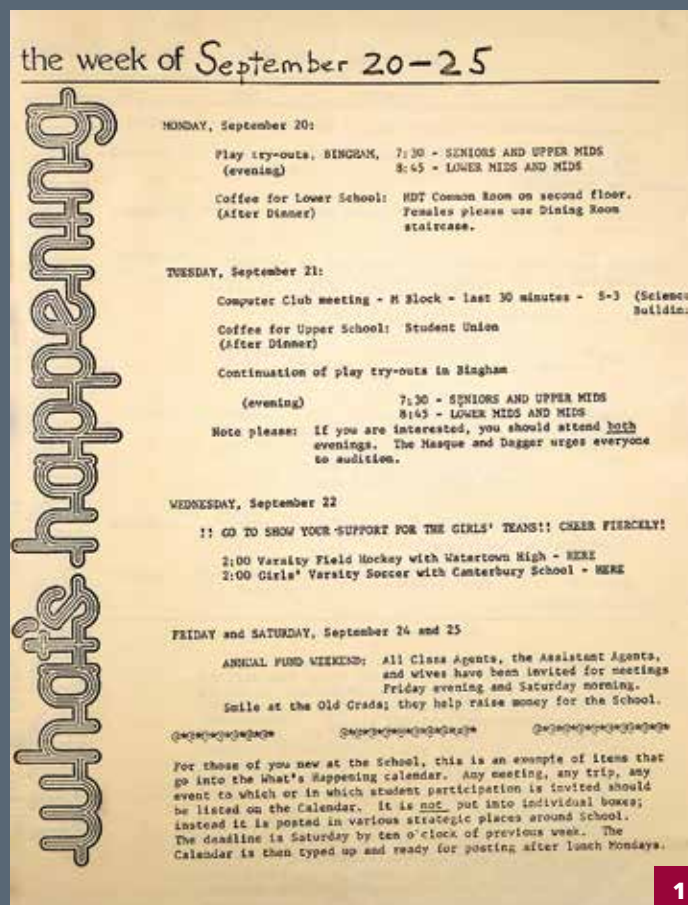 the week of September 20-25
what's happening
MONDAY, September 20:
Play try-outs, BINGHAM, 7:30 - SENIORS AND UPPER MIDS
(evening) 8:45 - LOWER MIDS AND MIDS
Coffee for Lower School: HDT Common Room on second floor.
(After Dinner) Females please use Dining Room
staircase.
TUESDAY, September 21:
Computer Club meeting - M Block - last 30 minutes - S-3 (Science
Building
Coffee for Upper School: Student Union
(After Dinner)
Continuation of play try-outs in Bingham
(evening) 7:30 - SENIORS AND UPPER MIDS
8:45 - LOWER MIDS AND MIDS
Note please: if you are interested, you should attend both
evenings. The Masque and Dagger urges everyone
to audition.
WEDNESDAY, September 22
!! GO TO SHOW YOUR SUPPORT FOR THE GIRLS' TEAMS!! CHEER FIERCELY!
2:00 Varsity Field Hockey with Watertown High - HERE
2:00 Girls' Varsity Soccer with Canterbury School - HERE
FRIDAY and SATURDAY, September 24 and 25
ANNUAL FUND WEEKEND: All Class Agents, the Assistant Agents,
and wives have been invited for meetings
Friday evening and Saturday morning.
Smile at the Old Grads; they help raise money for the School.
For those of you new at the School, this is an example of items that
go into the What's Happening calendar. Any meeting, any trip, any
event to which or in which student participation is invited should
be listed on the Calendar. It is not put into individual boxes;
instead it is posted in various strategic places around School.
The deadline is Saturday by ten o'clock of previous week. The
Calendar is then typed up and ready for posting after lunch Mondays.
1